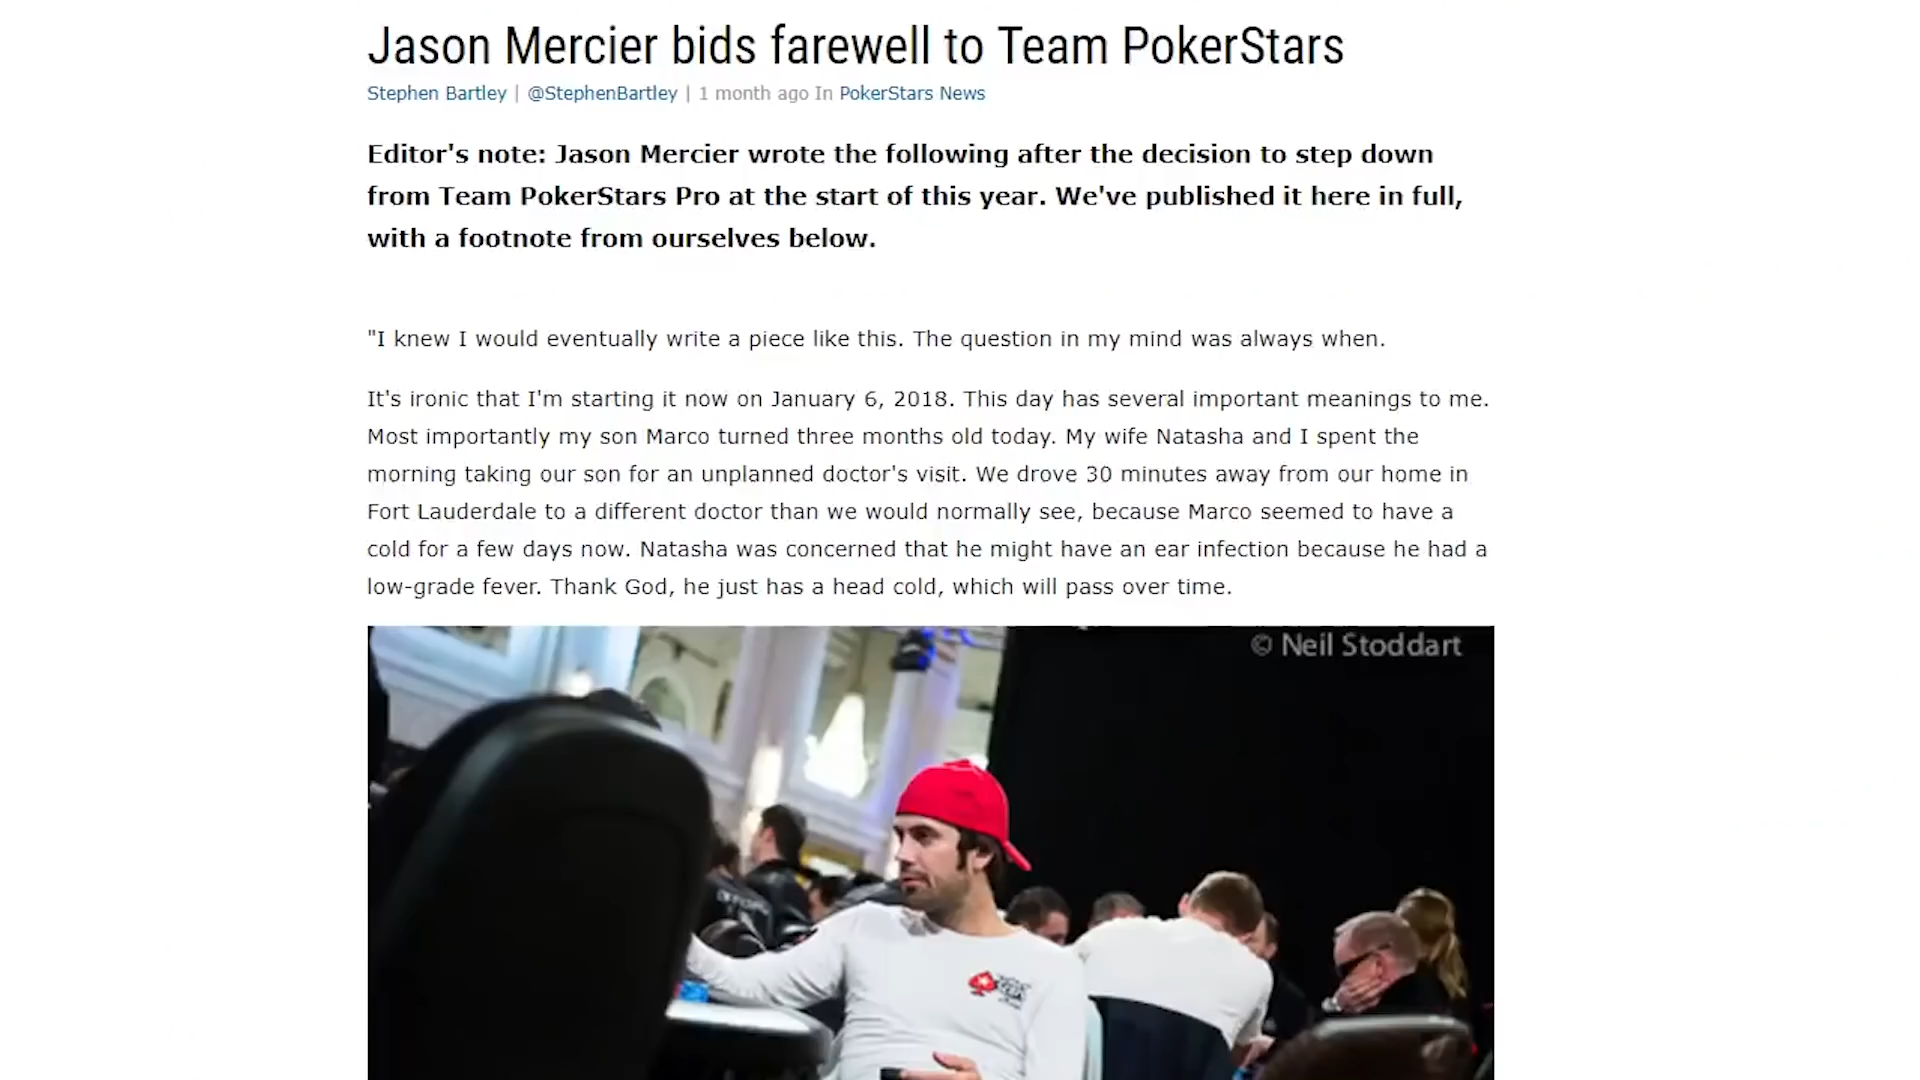 Jason Mercier bids farewell to Team PokerStars
Stephen Bartley | @StephenBartley | 1 month ago In PokerStars News
Editor's note: Jason Mercier wrote the following after the decision to step down
from Team PokerStars Pro at the start of this year. We've published it here in full,
with a footnote from ourselves below.
"I knew I would eventually write a piece like this. The question in my mind was always when.
It's ironic that I'm starting it now on January 6, 2018. This day has several important meanings to me.
Most importantly my son Marco turned three months old today. My wife Natasha and I spent the
morning taking our son for an unplanned doctor's visit. We drove 30 minutes away from our home in
Fort Lauderdale to a different doctor than we would normally see, because Marco seemed to have a
cold for a few days now. Natasha was concerned that he might have an ear infection because he had a
low-grade fever. Thank God, he just has a head cold, which will pass over time.
© Neil Stoddart